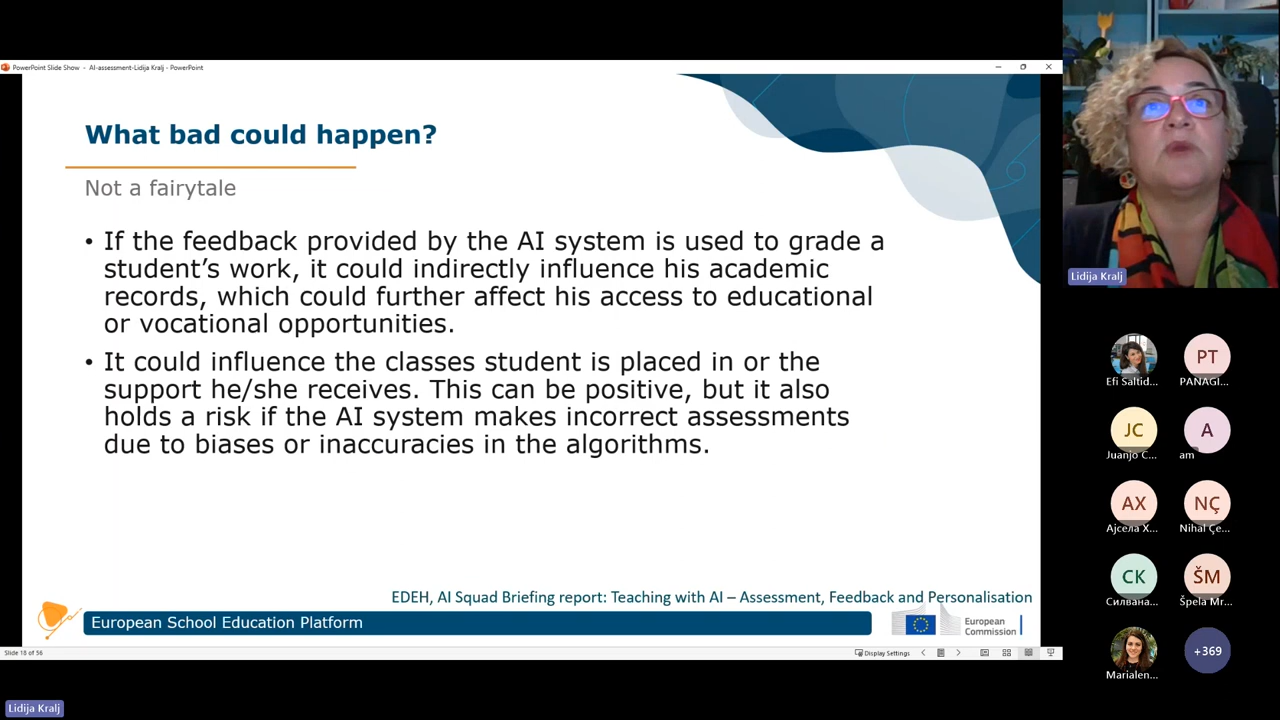 PowerPoint Slide Show - AI-assessment-Lidija Kralj - PowerPoint
What bad could happen?
Not a fairytale
• If the feedback provided by the AI system is used to grade a
student’s work, it could indirectly influence his academic
records, which could further affect his access to educational
or vocational opportunities.
• It could influence the classes student is placed in or the
support he/she receives. This can be positive, but it also
holds a risk if the AI system makes incorrect assessments
due to biases or inaccuracies in the algorithms.
EDEH, AI Squad Briefing report: Teaching with AI – Assessment, Feedback and Personalisation
European School Education Platform
European
Commission
Slide 18 of 56
Display Settings
Lidija Kralj
Lidija Kralj
Efi Saltid...
PT
PANAGI...
JC
Juanjo C...
A
am
AX
Ајсела Х...
NÇ
Nihal Çe...
СК
Силвана...
ŠM
Špela Mr...
Marialen...
+369